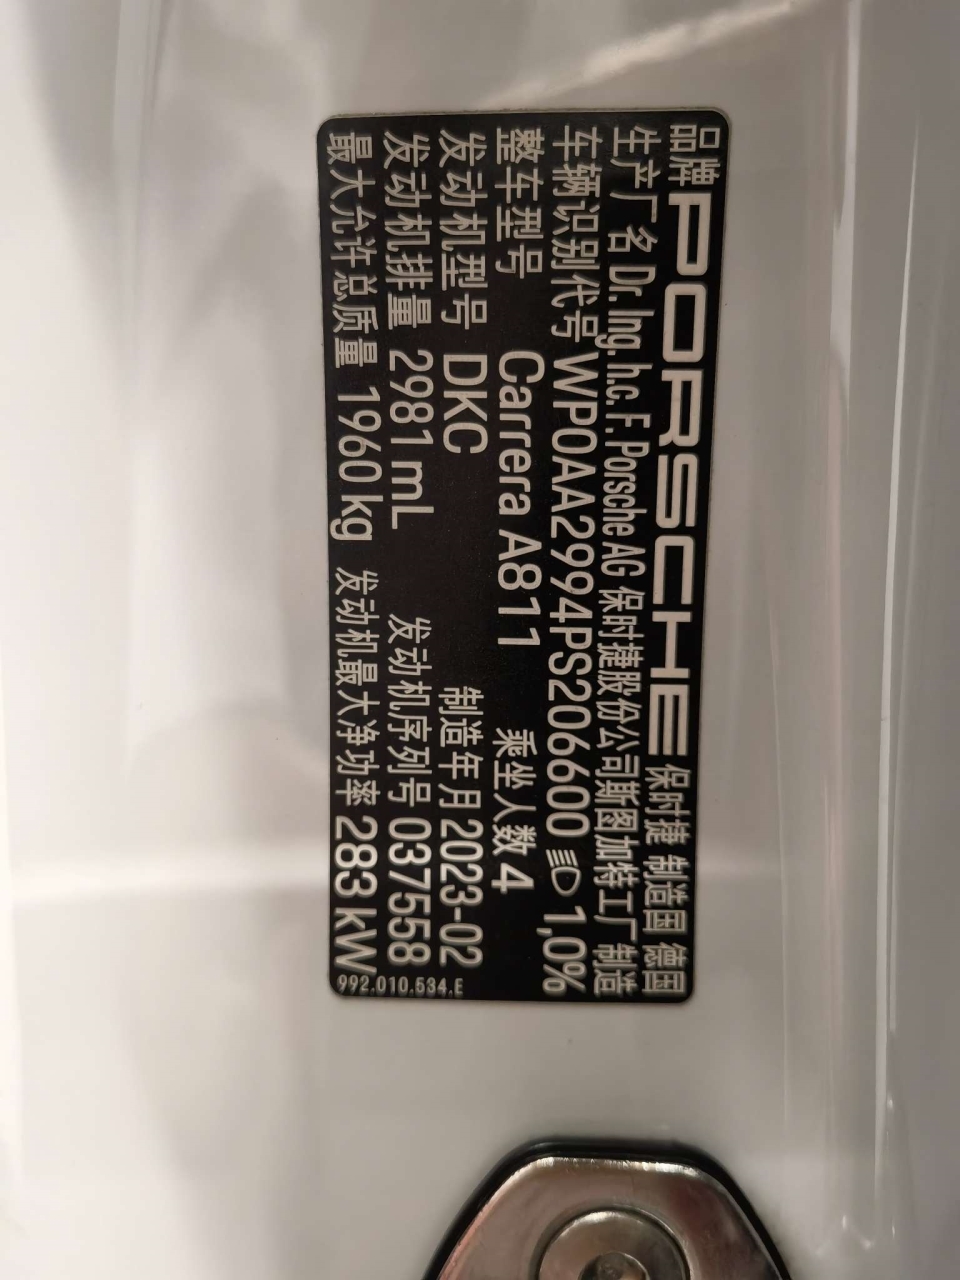 品牌 PORSCHE 保时捷 制造国 德国
生产厂名 Dr. Ing. h.c. F. Porsche AG 保时捷股份公司斯图加特工厂 制造
车辆识别代号 WP0AA2994PS206600 1,0%
整车型号 Carrera A811 乘坐人数 4
发动机型号 DKC 制造年月 2023-02
发动机排量 2981 mL 发动机序列号 037558
最大允许总质量 1960 kg 发动机最大净功率 283 kW
992.010.534.E